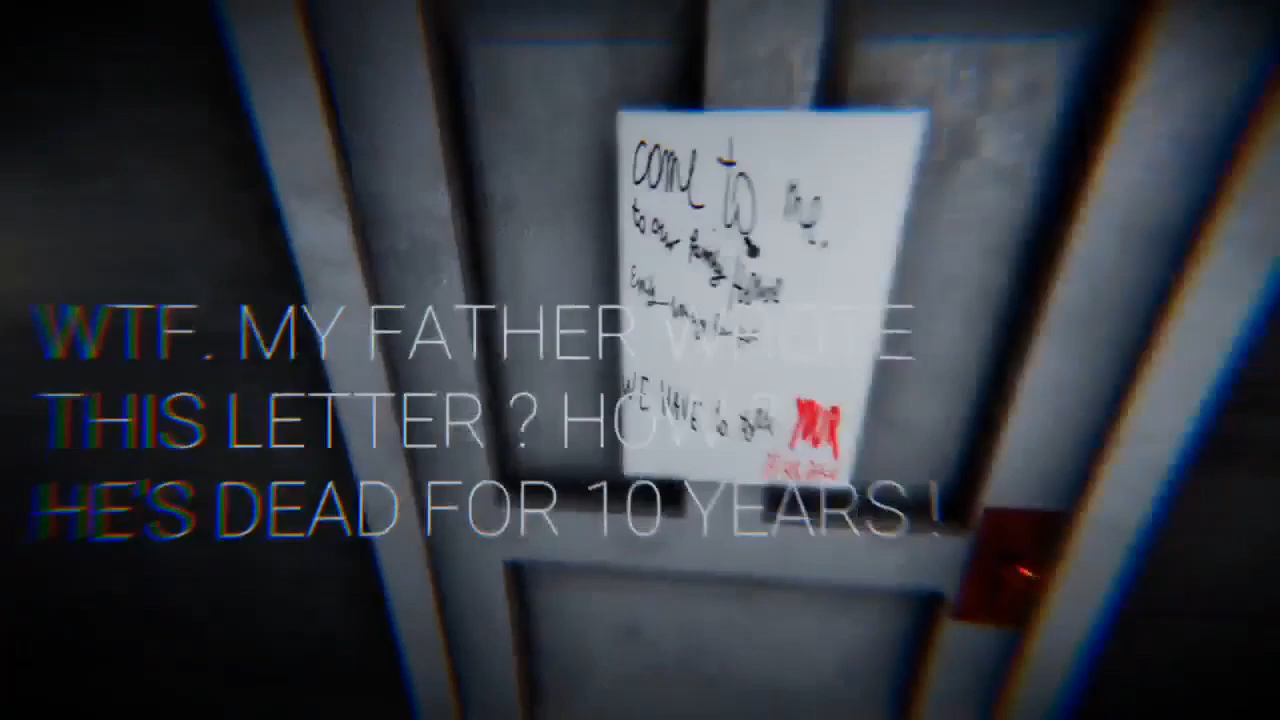 come to me.
to our family house
WTF. MY FATHER WROTE
THIS LETTER ? HOW ?
HE'S DEAD FOR 10 YEARS !
WE HAVE to